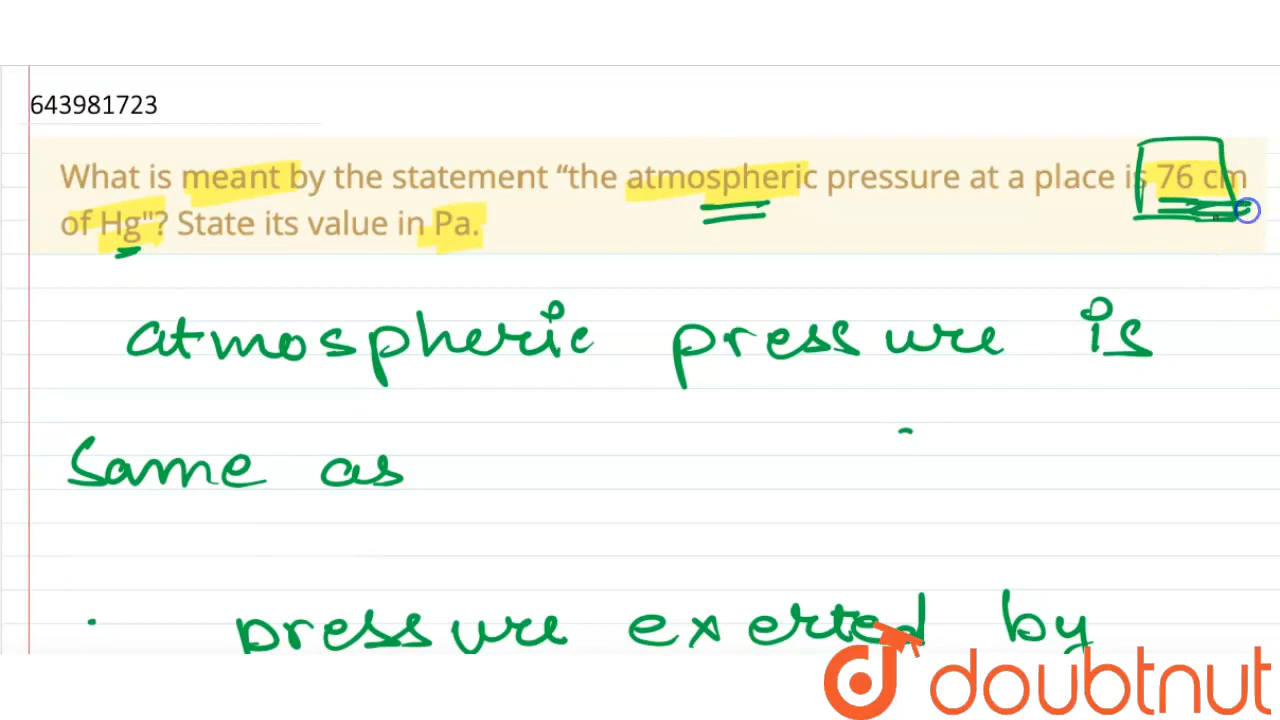 643981723
What is meant by the statement “the atmospheric pressure at a place is 76 cm
of Hg"? State its value in Pa.
atmospheric pressure is
same as
pressure exerted by
doubtnut